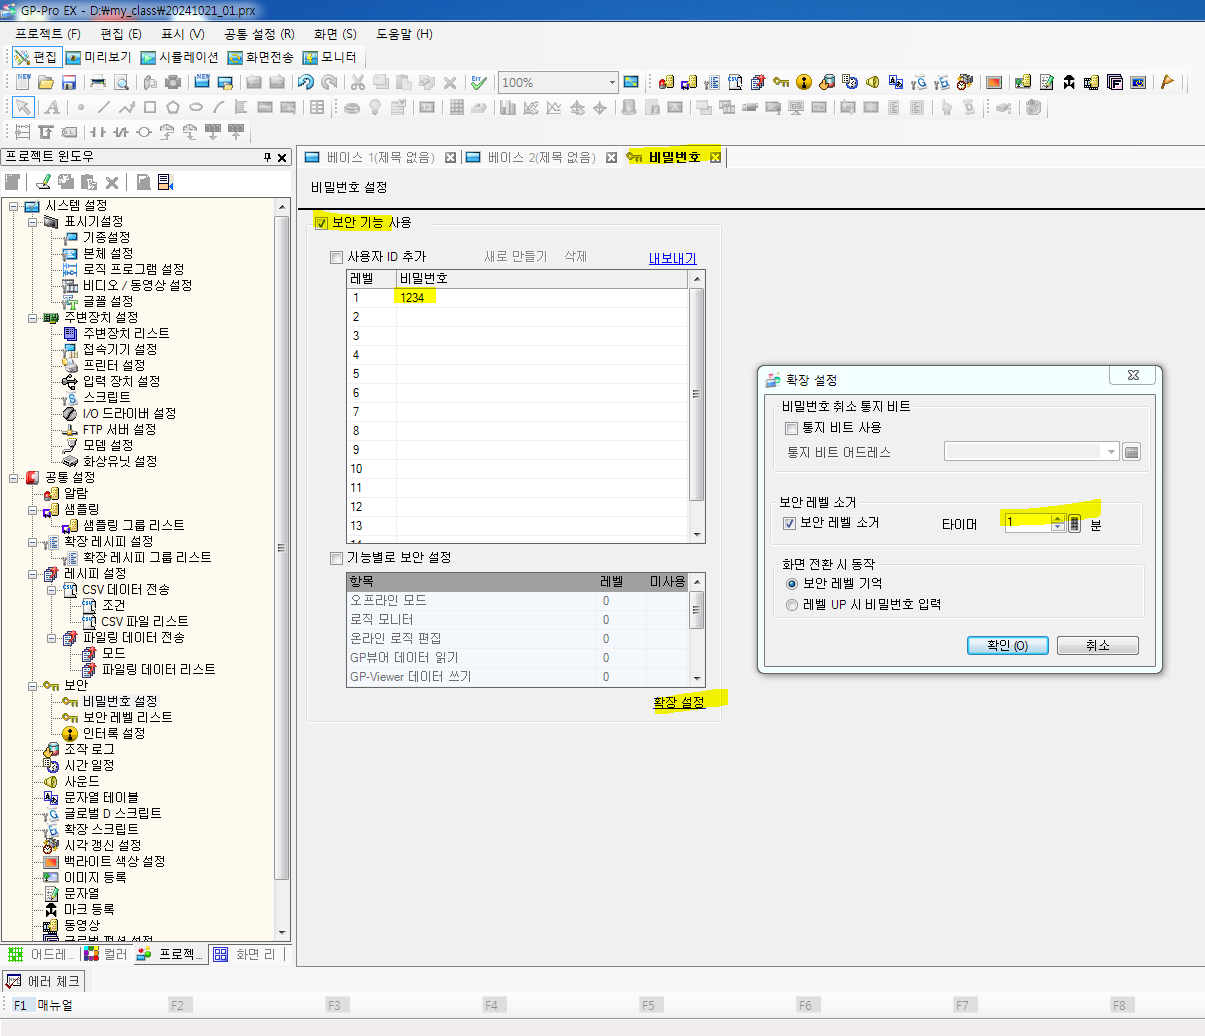 GP-Pro EX - D:\my_class\20241021_01.prx
프로젝트 (F) 편집 (E) 표시 (V) 공통 설정 (R) 화면 (S) 도움말 (H)
편집 미리보기 시뮬레이션 화면전송 모니터
100%
프로젝트 윈도우
시스템 설정
표시기설정
기종설정
본체 설정
로직 프로그램 설정
비디오 / 동영상 설정
글꼴 설정
주변장치 설정
주변장치 리스트
접속기기 설정
프린터 설정
입력 장치 설정
스크립트
I/O 드라이버 설정
FTP 서버 설정
모뎀 설정
화상유닛 설정
공통 설정
알람
샘플링
샘플링 그룹 리스트
확장 레시피 설정
확장 레시피 그룹 리스트
레시피 설정
CSV 데이터 전송
조건
CSV 파일 리스트
파일링 데이터 전송
모드
파일링 데이터 리스트
보안
비밀번호 설정
보안 레벨 리스트
인터록 설정
조작 로그
시간 일정
사운드
문자열 테이블
글로벌 D 스크립트
확장 스크립트
시각 갱신 설정
백라이트 색상 설정
이미지 등록
문자열
마크 등록
동영상
글로벌 펑션 설정
어드레... 컬러 프로젝... 화면 리
베이스 1(제목 없음) 베이스 2(제목 없음) 비밀번호
비밀번호 설정
보안 기능 사용
사용자 ID 추가 새로 만들기 삭제 내보내기
레벨 비밀번호
1 1234
2
3
4
5
6
7
8
9
10
11
12
13
14
기능별로 보안 설정
항목 레벨 미사용
오프라인 모드 0
로직 모니터 0
온라인 로직 편집 0
GP뷰어 데이터 읽기 0
GP-Viewer 데이터 쓰기 0
확장 설정
확장 설정
비밀번호 취소 통지 비트
통지 비트 사용
통지 비트 어드레스
보안 레벨 소거
보안 레벨 소거 타이머 1 분
화면 전환 시 동작
보안 레벨 기억
레벨 UP 시 비밀번호 입력
확인 (O) 취소
에러 체크
F1 매뉴얼 F2 F3 F4 F5 F6 F7 F8